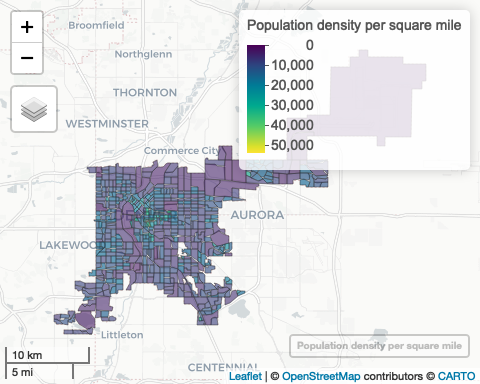 +
−
Population density per square mile
0
10,000
20,000
30,000
40,000
50,000
Broomfield
Northglenn
THORNTON
WESTMINSTER
Commerce City
DENVER
AURORA
LAKEWOOD
Littleton
CENTENNIAL
10 km
5 mi
Population density per square mile
Leaflet | © OpenStreetMap contributors © CARTO